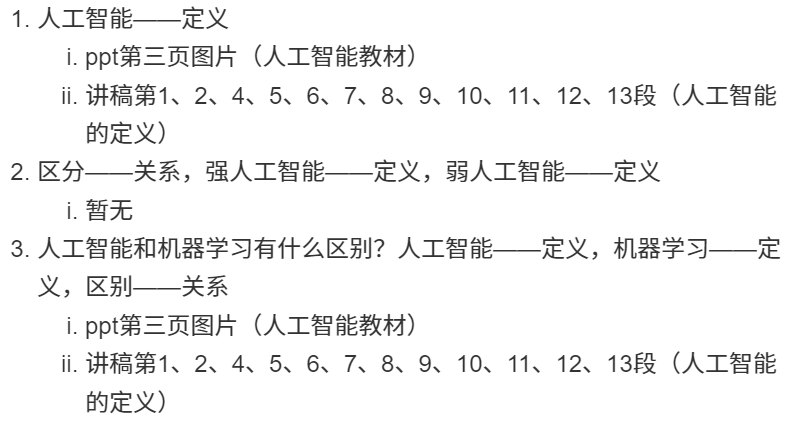 1. 人工智能——定义
i. ppt第三页图片（人工智能教材）
ii. 讲稿第1、2、4、5、6、7、8、9、10、11、12、13段（人工智能
的定义）
2. 区分——关系，强人工智能——定义，弱人工智能——定义
i. 暂无
3. 人工智能和机器学习有什么区别？人工智能——定义，机器学习——定
义，区别——关系
i. ppt第三页图片（人工智能教材）
ii. 讲稿第1、2、4、5、6、7、8、9、10、11、12、13段（人工智能
的定义）